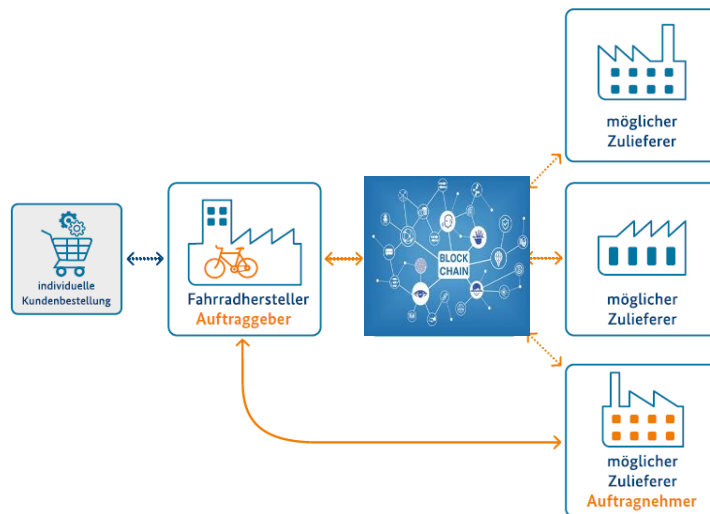 individuelle
Kundenbestellung
Fahrradhersteller
Auftraggeber
BLOCK
CHAIN
möglicher
Zulieferer
möglicher
Zulieferer
möglicher
Zulieferer
Auftragnehmer